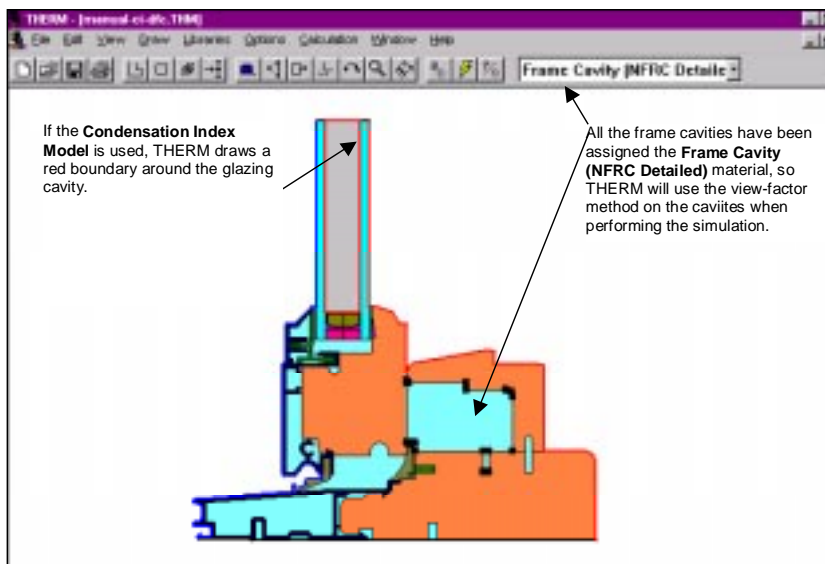 THERM - [manual-ci-dfc.THM]
File Edit View Draw Libraries Options Calculation Window Help
Frame Cavity (NFRC Detaile
If the Condensation Index
Model is used, THERM draws a
red boundary around the glazing
cavity.
All the frame cavities have been
assigned the Frame Cavity
(NFRC Detailed) material, so
THERM will use the view-factor
method on the caviites when
performing the simulation.